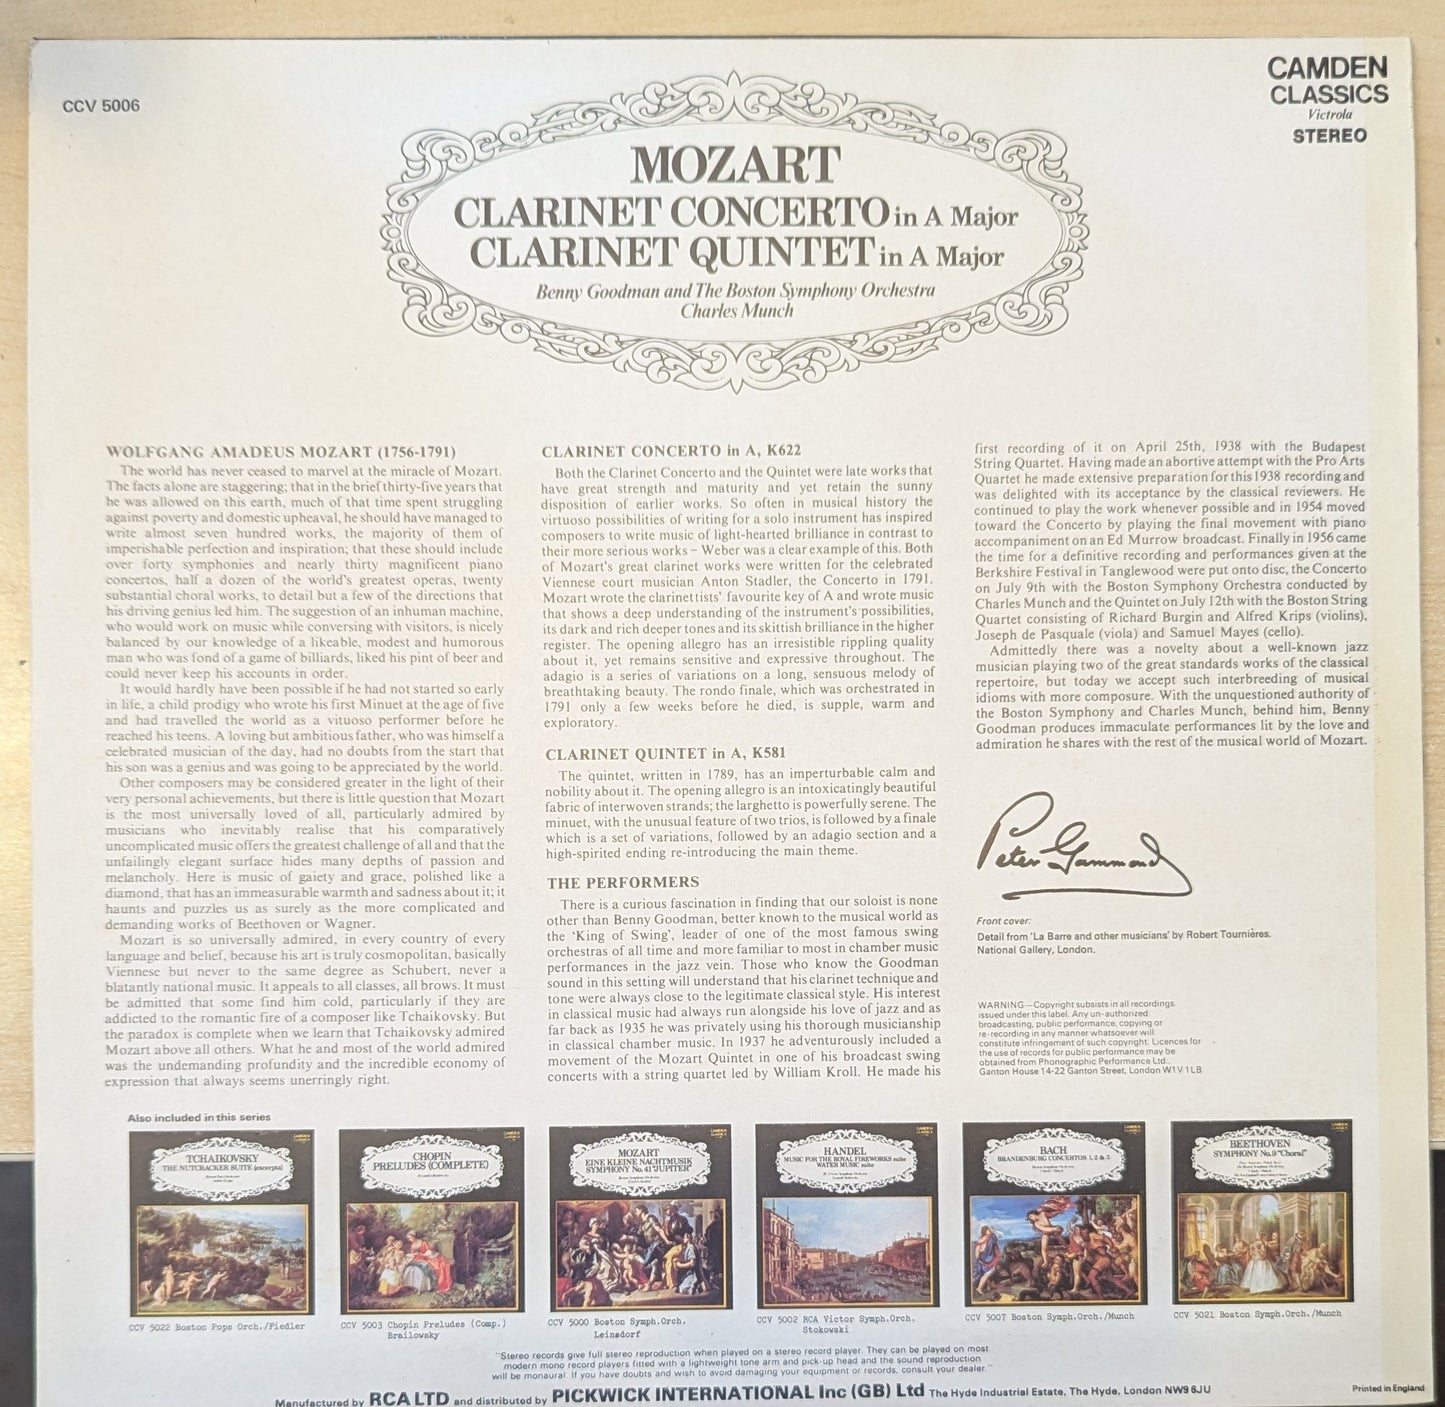 CCV 5006
CAMDEN
CLASSICS
Victrola
STEREO
MOZART
CLARINET CONCERTO in A Major
CLARINET QUINTET in A Major
Benny Goodman and The Boston Symphony Orchestra
Charles Munch
WOLFGANG AMADEUS MOZART (1756-1791)
The world has never ceased to marvel at the miracle of Mozart.
The facts alone are staggering; that in the brief thirty-five years that
he was allowed on this earth, much of that time spent struggling
against poverty and domestic upheaval, he should have managed to
write almost seven hundred works, the majority of them of
imperishable perfection and inspiration; that these should include
over forty symphonies and nearly thirty magnificent piano
concertos, half a dozen of the world's greatest operas, twenty
substantial choral works, to detail but a few of the directions that
his driving genius led him. The suggestion of an inhuman machine,
who would work on music while conversing with visitors, is nicely
balanced by our knowledge of a likeable, modest and humorous
man who was fond of a game of billiards, liked his pint of beer and
could never keep his accounts in order.
It would hardly have been possible if he had not started so early
in life, a child prodigy who wrote his first Minuet at the age of five
and had travelled the world as a vituoso performer before he
reached his teens. A loving but ambitious father, who was himself a
celebrated musician of the day, had no doubts from the start that
his son was a genius and was going to be appreciated by the world.
Other composers may be considered greater in the light of their
very personal achievements, but there is little question that Mozart
is the most universally loved of all, particularly admired by
musicians who inevitably realise that his comparatively
uncomplicated music offers the greatest challenge of all and that the
unfailingly elegant surface hides many depths of passion and
melancholy. Here is music of gaiety and grace, polished like a
diamond, that has an immeasurable warmth and sadness about it; it
haunts and puzzles us as surely as the more complicated and
demanding works of Beethoven or Wagner.
Mozart is so universally admired, in every country of every
language and belief, because his art is truly cosmopolitan, basically
Viennese but never to the same degree as Schubert, never a
blatantly national music. It appeals to all classes, all brows. It must
be admitted that some find him cold, particularly if they are
addicted to the romantic fire of a composer like Tchaikovsky. But
the paradox is complete when we learn that Tchaikovsky admired
Mozart above all others. What he and most of the world admired
was the undemanding profundity and the incredible economy of
expression that always seems unerringly right.
CLARINET CONCERTO in A, K622
Both the Clarinet Concerto and the Quintet were late works that
have great strength and maturity and yet retain the sunny
disposition of earlier works. So often in musical history the
virtuoso possibilities of writing for a solo instrument has inspired
composers to write music of light-hearted brilliance in contrast to
their more serious works – Weber was a clear example of this. Both
of Mozart's great clarinet works were written for the celebrated
Viennese court musician Anton Stadler, the Concerto in 1791.
Mozart wrote the clarinettists' favourite key of A and wrote music
that shows a deep understanding of the instrument's possibilities,
its dark and rich deeper tones and its skittish brilliance in the higher
register. The opening allegro has an irresistible rippling quality
about it, yet remains sensitive and expressive throughout. The
adagio is a series of variations on a long, sensuous melody of
breathtaking beauty. The rondo finale, which was orchestrated in
1791 only a few weeks before he died, is supple, warm and
exploratory.
CLARINET QUINTET in A, K581
The quintet, written in 1789, has an imperturbable calm and
nobility about it. The opening allegro is an intoxicatingly beautiful
fabric of interwoven strands; the larghetto is powerfully serene. The
minuet, with the unusual feature of two trios, is followed by a finale
which is a set of variations, followed by an adagio section and a
high-spirited ending re-introducing the main theme.
THE PERFORMERS
There is a curious fascination in finding that our soloist is none
other than Benny Goodman, better known to the musical world as
the 'King of Swing', leader of one of the most famous swing
orchestras of all time and more familiar to most in chamber music
performances in the jazz vein. Those who know the Goodman
sound in this setting will understand that his clarinet technique and
tone were always close to the legitimate classical style. His interest
in classical music had always run alongside his love of jazz and as
far back as 1935 he was privately using his thorough musicianship
in classical chamber music. In 1937 he adventurously included a
movement of the Mozart Quintet in one of his broadcast swing
concerts with a string quartet led by William Kroll. He made his
first recording of it on April 25th, 1938 with the Budapest
String Quartet. Having made an abortive attempt with the Pro Arts
Quartet he made extensive preparation for this 1938 recording and
was delighted with its acceptance by the classical reviewers. He
continued to play the work whenever possible and in 1954 moved
toward the Concerto by playing the final movement with piano
accompaniment on an Ed Murrow broadcast. Finally in 1956 came
the time for a definitive recording and performances given at the
Berkshire Festival in Tanglewood were put onto disc, the Concerto
on July 9th with the Boston Symphony Orchestra conducted by
Charles Munch and the Quintet on July 12th with the Boston String
Quartet consisting of Richard Burgin and Alfred Krips (violins),
Joseph de Pasquale (viola) and Samuel Mayes (cello).
Admittedly there was a novelty about a well-known jazz
musician playing two of the great standards works of the classical
repertoire, but today we accept such interbreeding of musical
idioms with more composure. With the unquestioned authority of
the Boston Symphony and Charles Munch, behind him, Benny
Goodman produces immaculate performances lit by the love and
admiration he shares with the rest of the musical world of Mozart.
Peter Gammond
Front cover:
Detail from 'La Barre and other musicians' by Robert Tournières.
National Gallery, London.
WARNING—Copyright subsists in all recordings
issued under this label. Any un-authorized
broadcasting, public performance, copying or
re-recording in any manner whatsoever will
constitute infringement of such copyright. Licences for
the use of records for public performance may be
obtained from Phonographic Performance Ltd.,
Ganton House 14-22 Ganton Street, London W1V 1LB
Also included in this series
TCHAIKOVSKY
THE NUTCRACKER SUITE (excerpts)
CHOPIN
PRELUDES (COMPLETE)
MOZART
EINE KLEINE NACHTMUSIK
SYMPHONY No. 41 "JUPITER"
HANDEL
MUSIC FOR THE ROYAL FIREWORKS suite
WATER MUSIC suite
BACH
BRANDENBURG CONCERTOS 1, 2 & 3
BEETHOVEN
SYMPHONY No. 9 "Choral"
CCV 5022 Boston Pops Orch./Fiedler
CCV 5003 Chopin Preludes (Comp.)
Brailowsky
CCV 5000 Boston Symph.Orch.
Leinsdorf
CCV 5002 RCA Victor Symph.Orch.
Stokowski
CCV 5007 Boston Symph.Orch./Munch
CCV 5021 Boston Symph.Orch./Munch
"Stereo records give full stereo reproduction when played on a stereo record player. They can be played on most
modern mono record players fitted with a lightweight tone arm and pick-up head and the sound reproduction
will be monaural. If you have doubts and wish to avoid damaging your equipment or records, consult your dealer."
Manufactured by RCA LTD and distributed by PICKWICK INTERNATIONAL Inc (GB) Ltd The Hyde Industrial Estate, The Hyde, London NW9 6JU
Printed in England